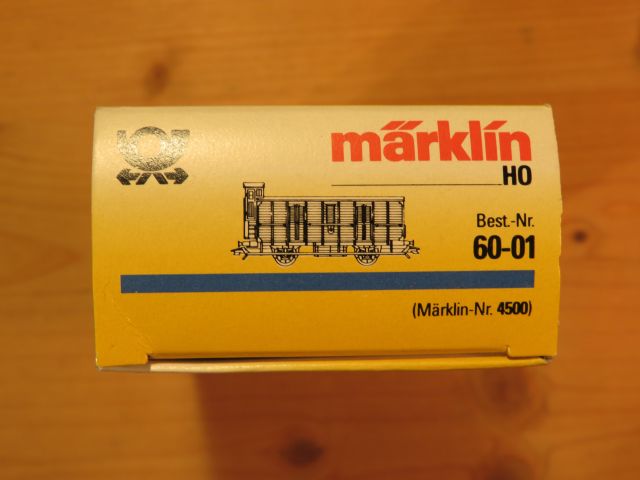 märklin
HO
Best.-Nr.
60-01
(Märklin-Nr. 4500)